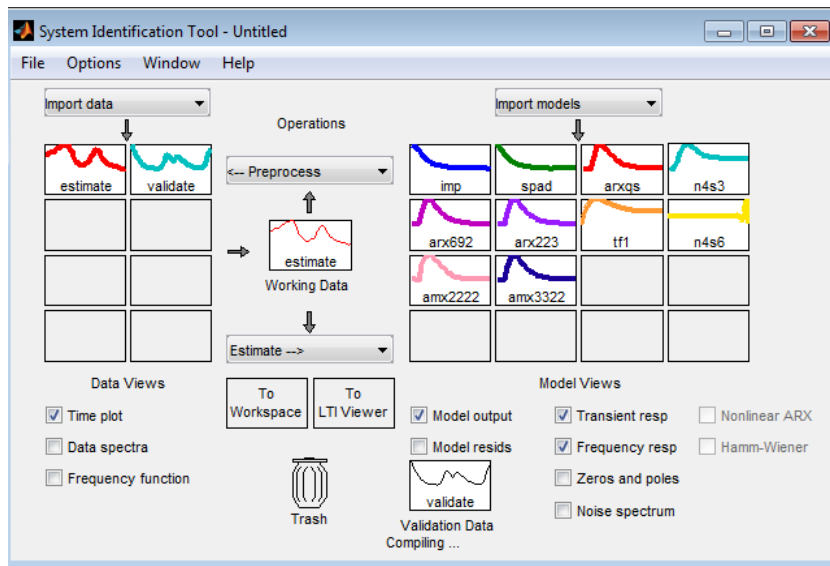 System Identification Tool - Untitled
File Options Window Help
Import data
Operations
Import models
estimate validate
<-- Preprocess
imp spad arxqs n4s3
estimate
Working Data
arx692 arx223 tf1 n4s6
amx2222 amx3322
Estimate -->
Data Views
To Workspace
To LTI Viewer
Model Views
Time plot
Data spectra
Frequency function
Model output
Model resids
Transient resp
Frequency resp
Zeros and poles
Noise spectrum
Nonlinear ARX
Hamm-Wiener
Trash
validate
Validation Data
Compiling ...